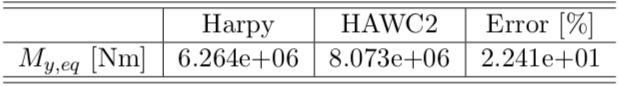 Harpy HAWC2 Error [%]
M_{y,eq} [Nm] 6.264e+06 8.073e+06 2.241e+01